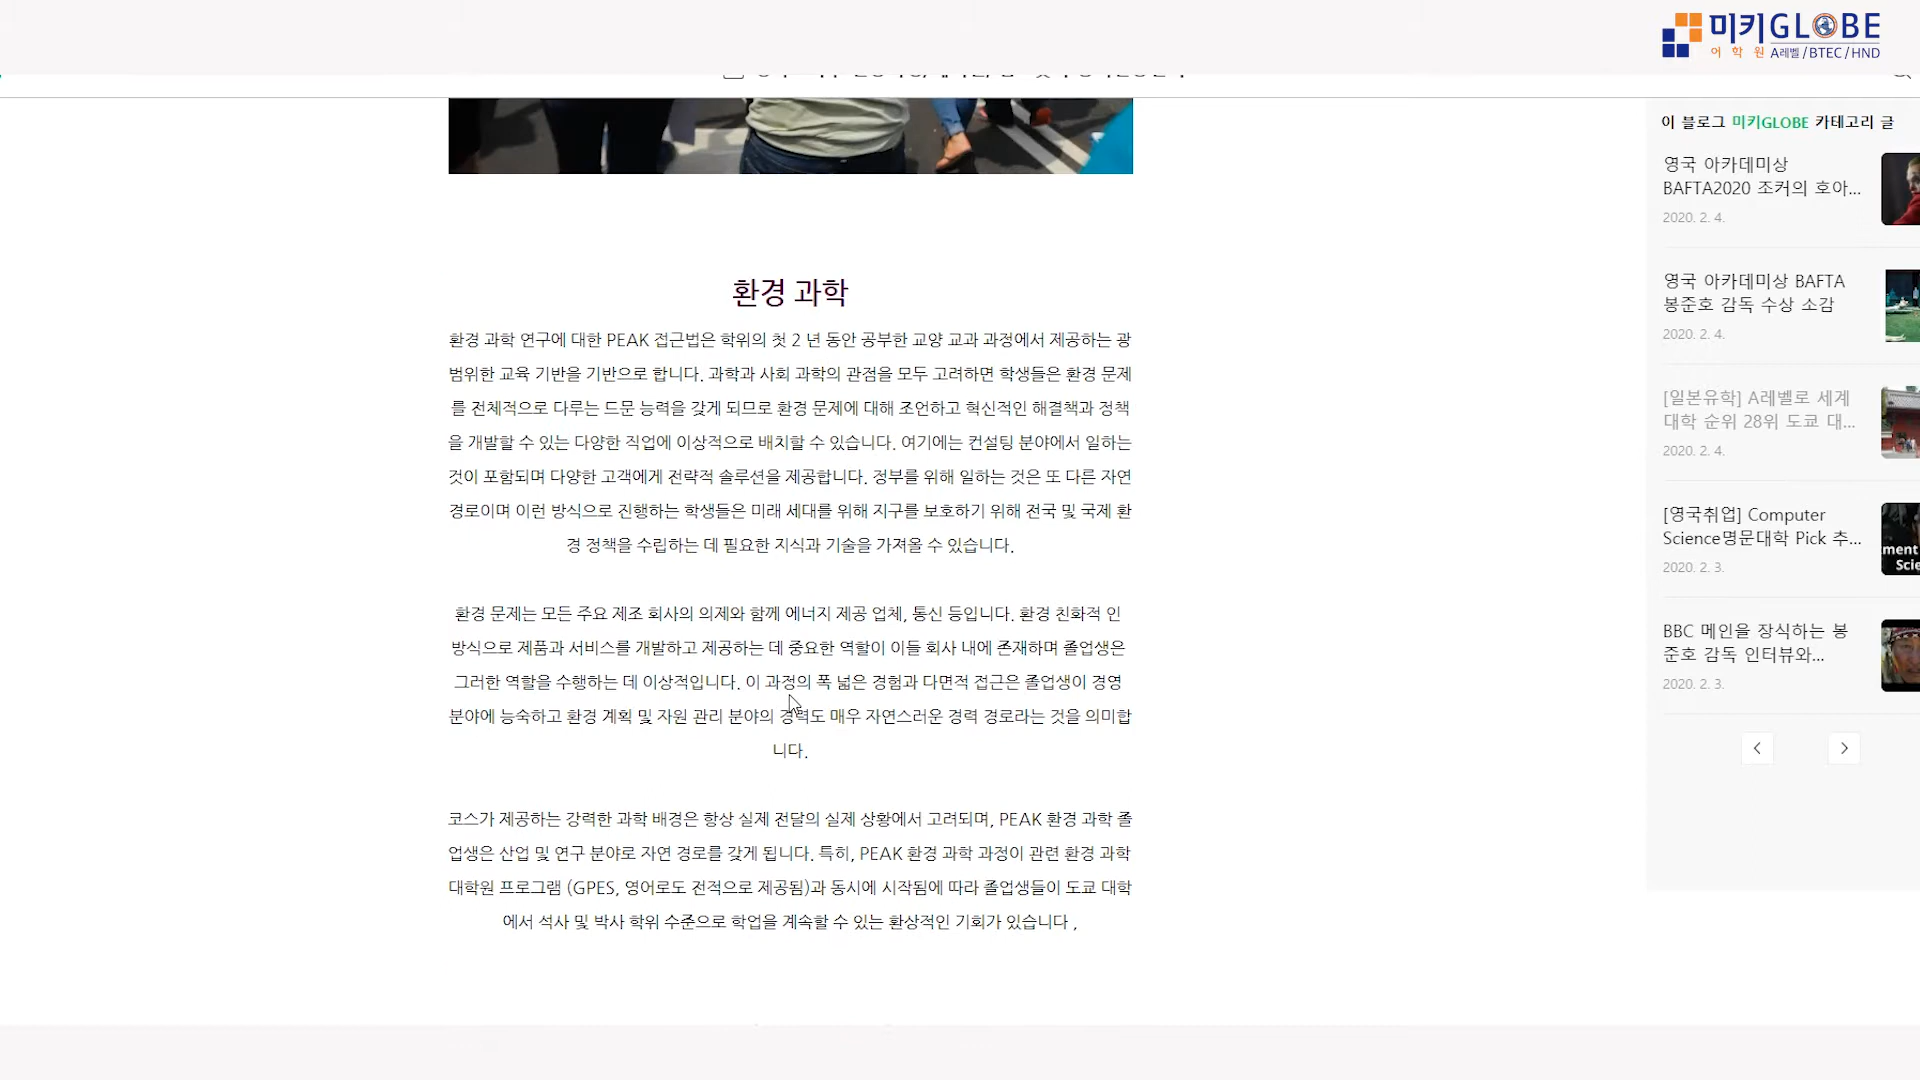 미키GLOBE
어학원 A레벨/BTEC/HND
환경 과학
환경 과학 연구에 대한 PEAK 접근법은 학위의 첫 2 년 동안 공부한 교양 교과 과정에서 제공하는 광
범위한 교육 기반을 기반으로 합니다. 과학과 사회 과학의 관점을 모두 고려하면 학생들은 환경 문제
를 전체적으로 다루는 드문 능력을 갖게 되므로 환경 문제에 대해 조언하고 혁신적인 해결책과 정책
을 개발할 수 있는 다양한 직업에 이상적으로 배치할 수 있습니다. 여기에는 컨설팅 분야에서 일하는
것이 포함되며 다양한 고객에게 전략적 솔루션을 제공합니다. 정부를 위해 일하는 것은 또 다른 자연
경로이며 이런 방식으로 진행하는 학생들은 미래 세대를 위해 지구를 보호하기 위해 전국 및 국제 환
경 정책을 수립하는 데 필요한 지식과 기술을 가져올 수 있습니다.
환경 문제는 모든 주요 제조 회사의 의제와 함께 에너지 제공 업체, 통신 등입니다. 환경 친화적 인
방식으로 제품과 서비스를 개발하고 제공하는 데 중요한 역할이 이들 회사 내에 존재하며 졸업생은
그러한 역할을 수행하는 데 이상적입니다. 이 과정의 폭 넓은 경험과 다면적 접근은 졸업생이 경영
분야에 능숙하고 환경 계획 및 자원 관리 분야의 경력도 매우 자연스러운 경력 경로라는 것을 의미합
니다.
코스가 제공하는 강력한 과학 배경은 항상 실제 전달의 실제 상황에서 고려되며, PEAK 환경 과학 졸
업생은 산업 및 연구 분야로 자연 경로를 갖게 됩니다. 특히, PEAK 환경 과학 과정이 관련 환경 과학
대학원 프로그램 (GPES, 영어로도 전적으로 제공됨)과 동시에 시작됨에 따라 졸업생들이 도쿄 대학
에서 석사 및 박사 학위 수준으로 학업을 계속할 수 있는 환상적인 기회가 있습니다 ,
이 블로그 미키GLOBE 카테고리 글
영국 아카데미상
BAFTA2020 조커의 호아...
2020. 2. 4.
영국 아카데미상 BAFTA
봉준호 감독 수상 소감
2020. 2. 4.
[일본유학] A레벨로 세계
대학 순위 28위 도쿄 대...
2020. 2. 4.
[영국취업] Computer
Science명문대학 Pick 추...
2020. 2. 3.
ment
Scie
BBC 메인을 장식하는 봉
준호 감독 인터뷰와...
2020. 2. 3.